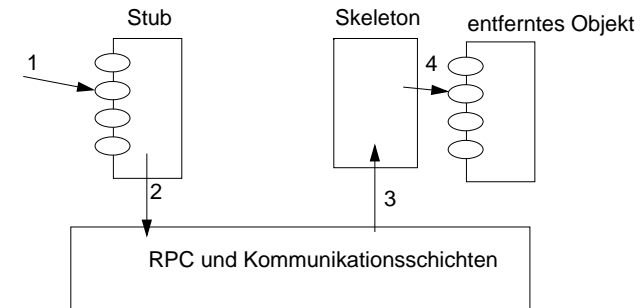 Stub
Skeleton
entferntes Objekt
1
4
2
3
RPC und Kommunikationsschichten